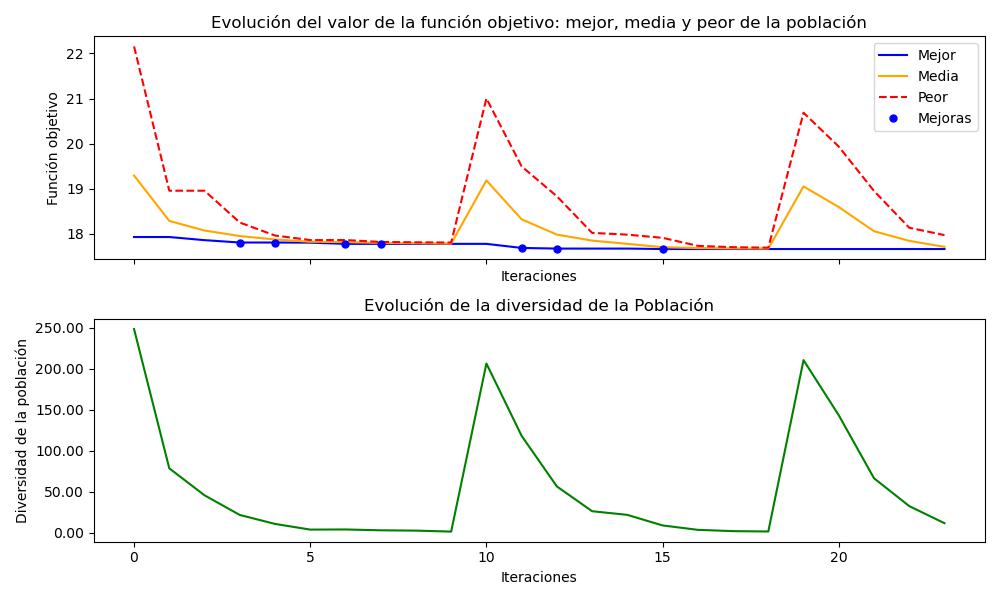 Evolución del valor de la función objetivo: mejor, media y peor de la población
22
21
20
19
18
Función objetivo
Mejor
Media
Peor
Mejoras
Iteraciones
Evolución de la diversidad de la Población
250.00
200.00
150.00
100.00
50.00
0.00
Diversidad de la población
0 5 10 15 20
Iteraciones